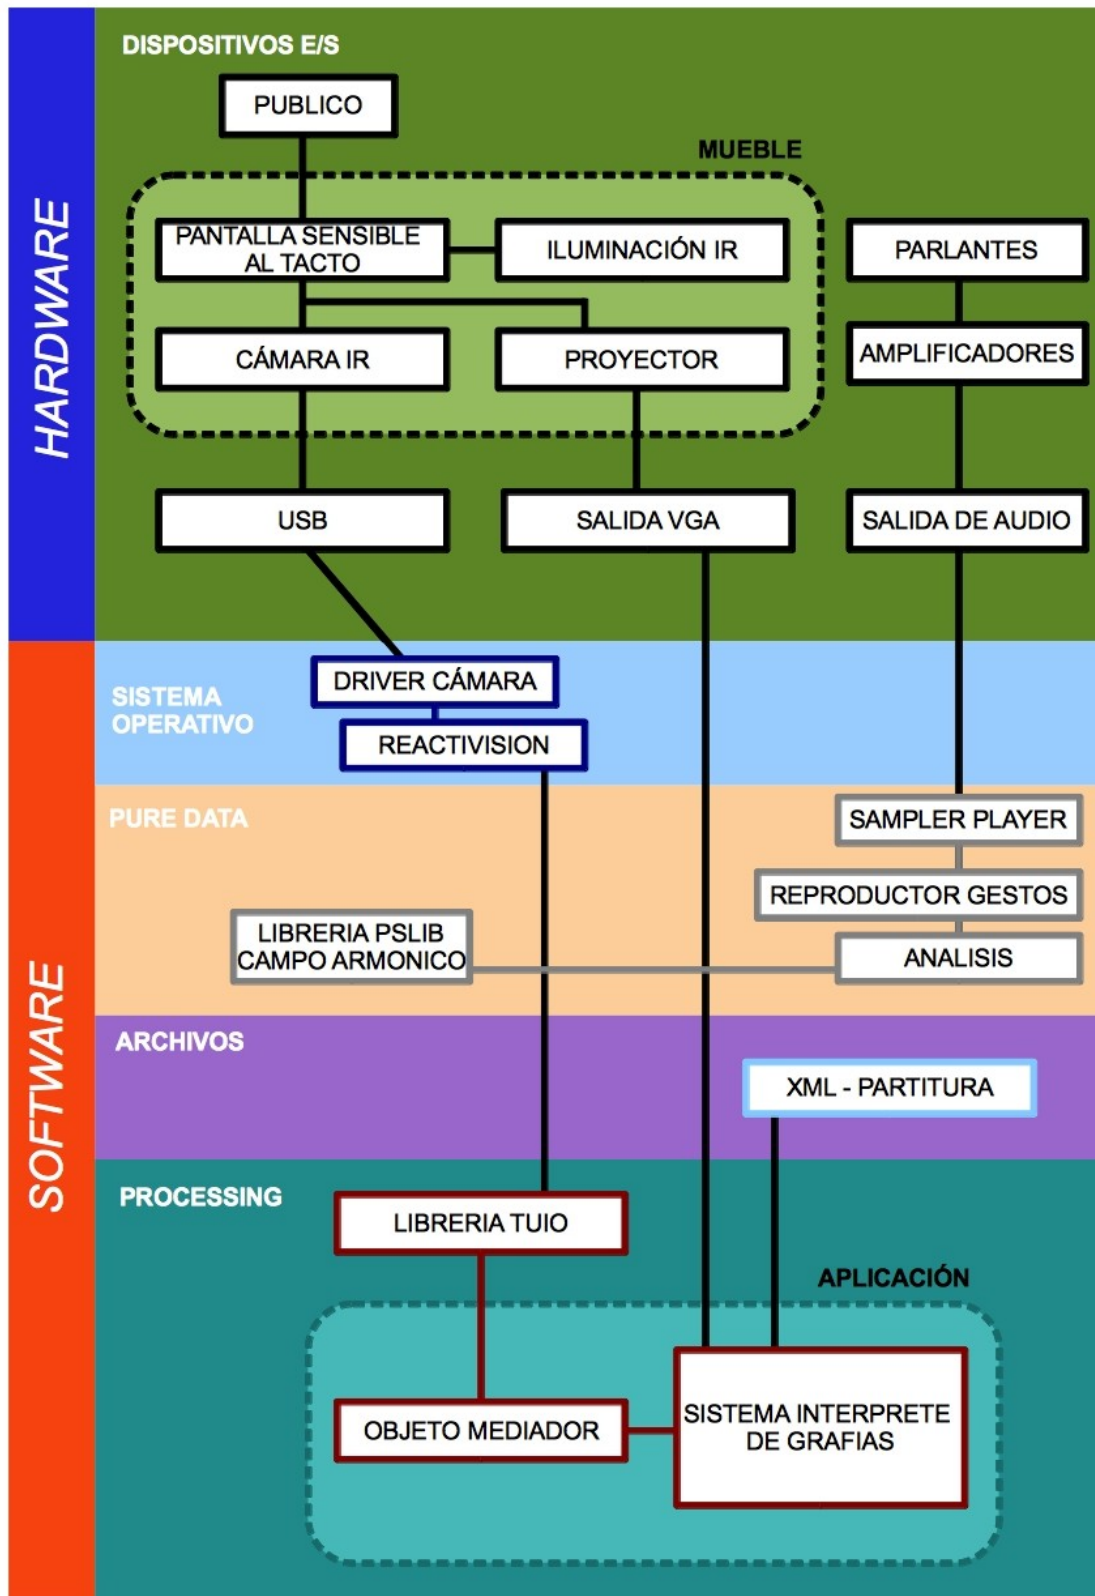 HARDWARE
DISPOSITIVOS E/S
PUBLICO
MUEBLE
PANTALLA SENSIBLE
AL TACTO
ILUMINACIÓN IR
PARLANTES
CÁMARA IR
PROYECTOR
AMPLIFICADORES
USB
SALIDA VGA
SALIDA DE AUDIO
SOFTWARE
SISTEMA
OPERATIVO
DRIVER CÁMARA
REACTIVISION
PURE DATA
SAMPLER PLAYER
REPRODUCTOR GESTOS
LIBRERIA PSLIB
CAMPO ARMONICO
ANALISIS
ARCHIVOS
XML - PARTITURA
PROCESSING
LIBRERIA TUIO
APLICACIÓN
OBJETO MEDIADOR
SISTEMA INTERPRETE
DE GRAFIAS